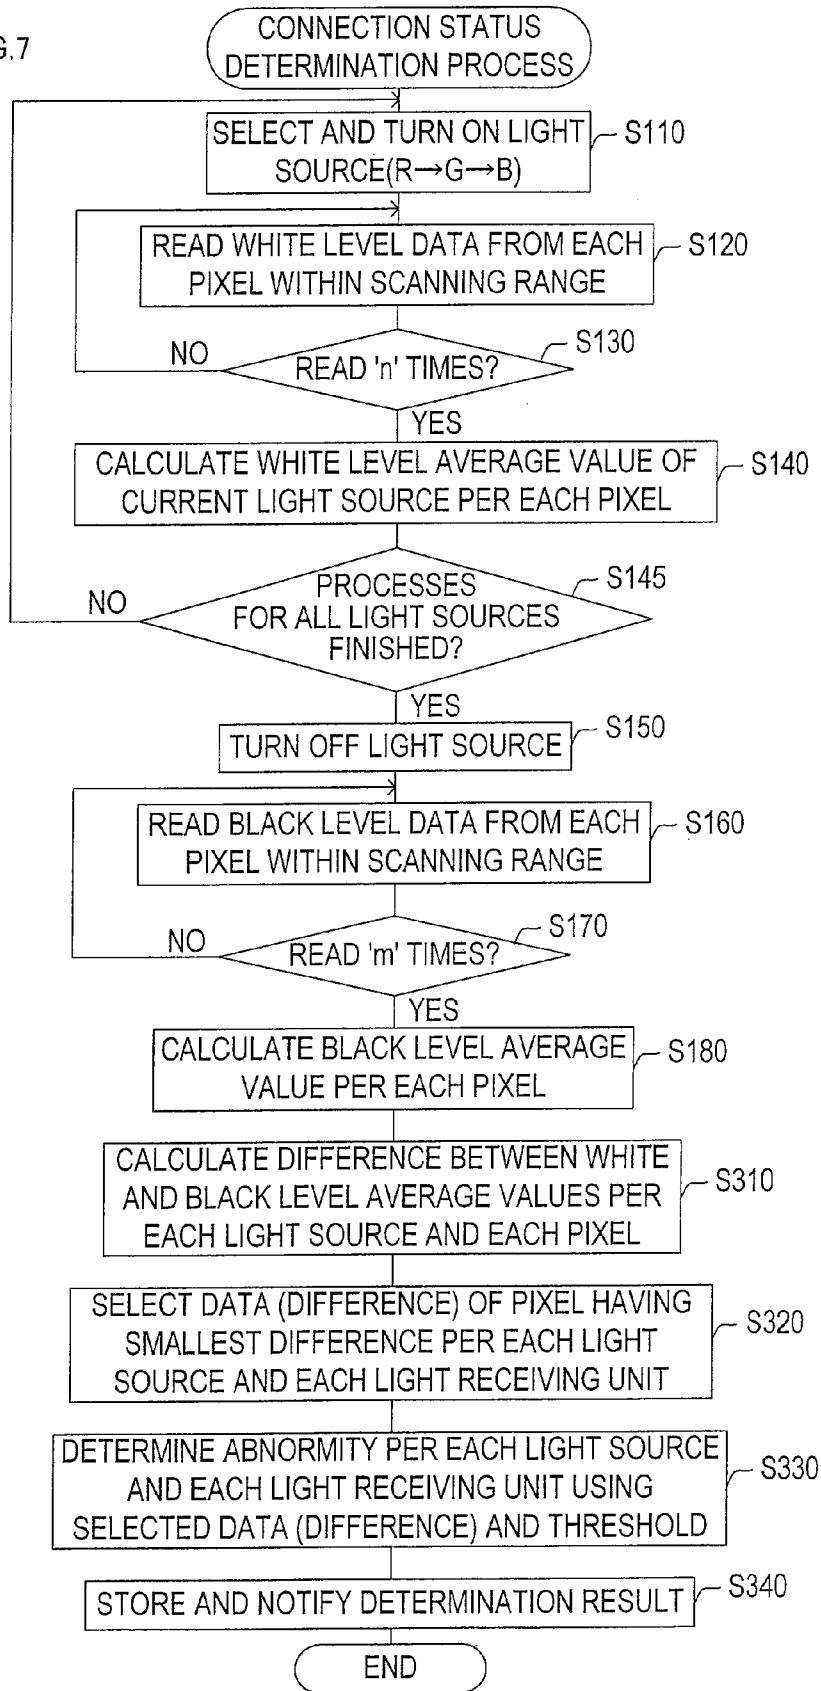 G.7
CONNECTION STATUS
DETERMINATION PROCESS
SELECT AND TURN ON LIGHT
SOURCE(R→G→B)
S110
READ WHITE LEVEL DATA FROM EACH
PIXEL WITHIN SCANNING RANGE
S120
READ 'n' TIMES?
S130
NO
YES
CALCULATE WHITE LEVEL AVERAGE VALUE OF
CURRENT LIGHT SOURCE PER EACH PIXEL
S140
PROCESSES
FOR ALL LIGHT SOURCES
FINISHED?
S145
NO
YES
TURN OFF LIGHT SOURCE
S150
READ BLACK LEVEL DATA FROM EACH
PIXEL WITHIN SCANNING RANGE
S160
READ 'm' TIMES?
S170
NO
YES
CALCULATE BLACK LEVEL AVERAGE
VALUE PER EACH PIXEL
S180
CALCULATE DIFFERENCE BETWEEN WHITE
AND BLACK LEVEL AVERAGE VALUES PER
EACH LIGHT SOURCE AND EACH PIXEL
S310
SELECT DATA (DIFFERENCE) OF PIXEL HAVING
SMALLEST DIFFERENCE PER EACH LIGHT
SOURCE AND EACH LIGHT RECEIVING UNIT
S320
DETERMINE ABNORMITY PER EACH LIGHT SOURCE
AND EACH LIGHT RECEIVING UNIT USING
SELECTED DATA (DIFFERENCE) AND THRESHOLD
S330
STORE AND NOTIFY DETERMINATION RESULT
S340
END